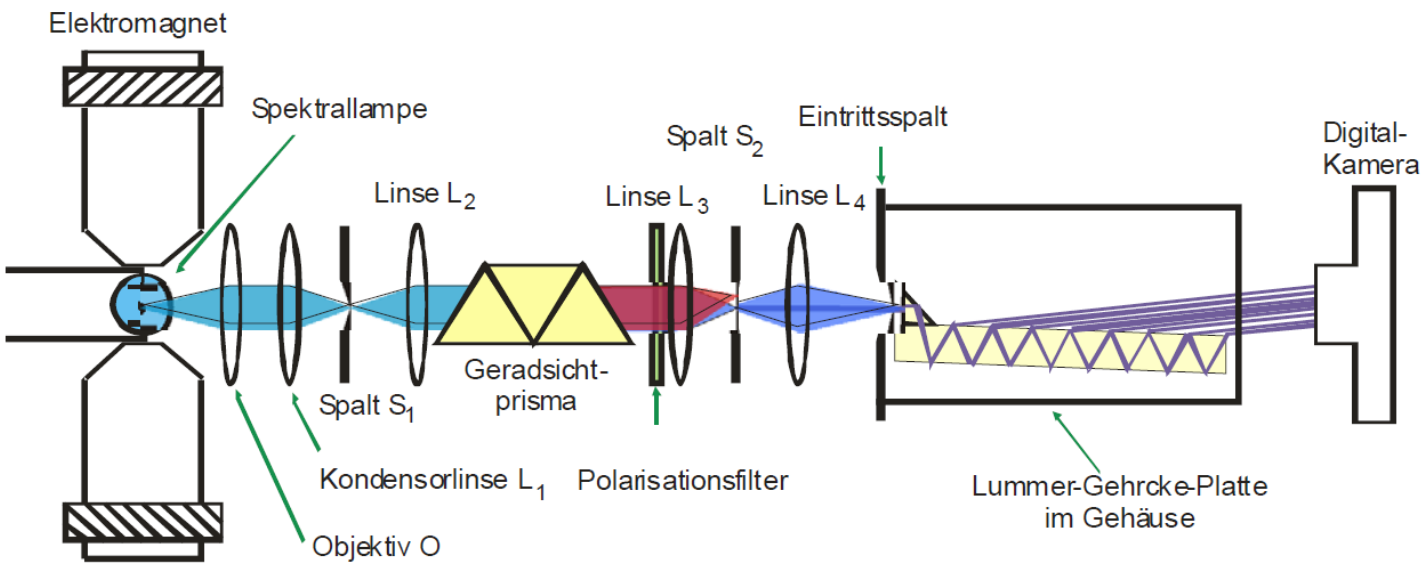 Elektromagnet
Spektrallampe
Linse L2
Linse L3
Spalt S2
Linse L4
Eintrittsspalt
Digital-
Kamera
Spalt S1
Kondensorlinse L1
Objektiv O
Geradsicht-
prisma
Polarisationsfilter
Lummer-Gehrcke-Platte
im Gehäuse